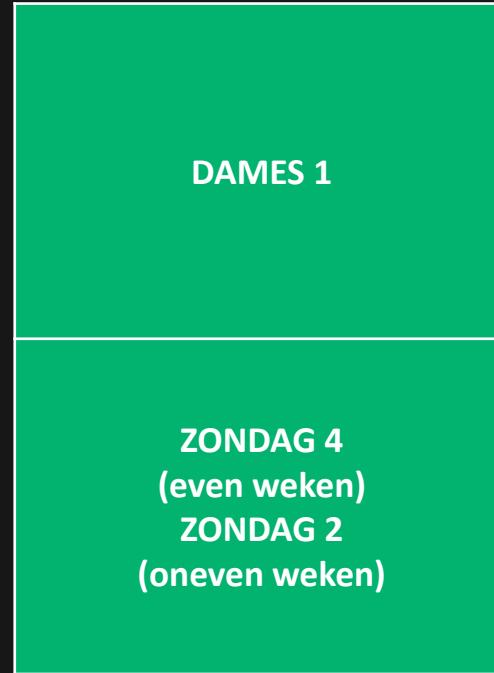 DAMES 1
ZONDAG 4
(even weken)
ZONDAG 2
(oneven weken)